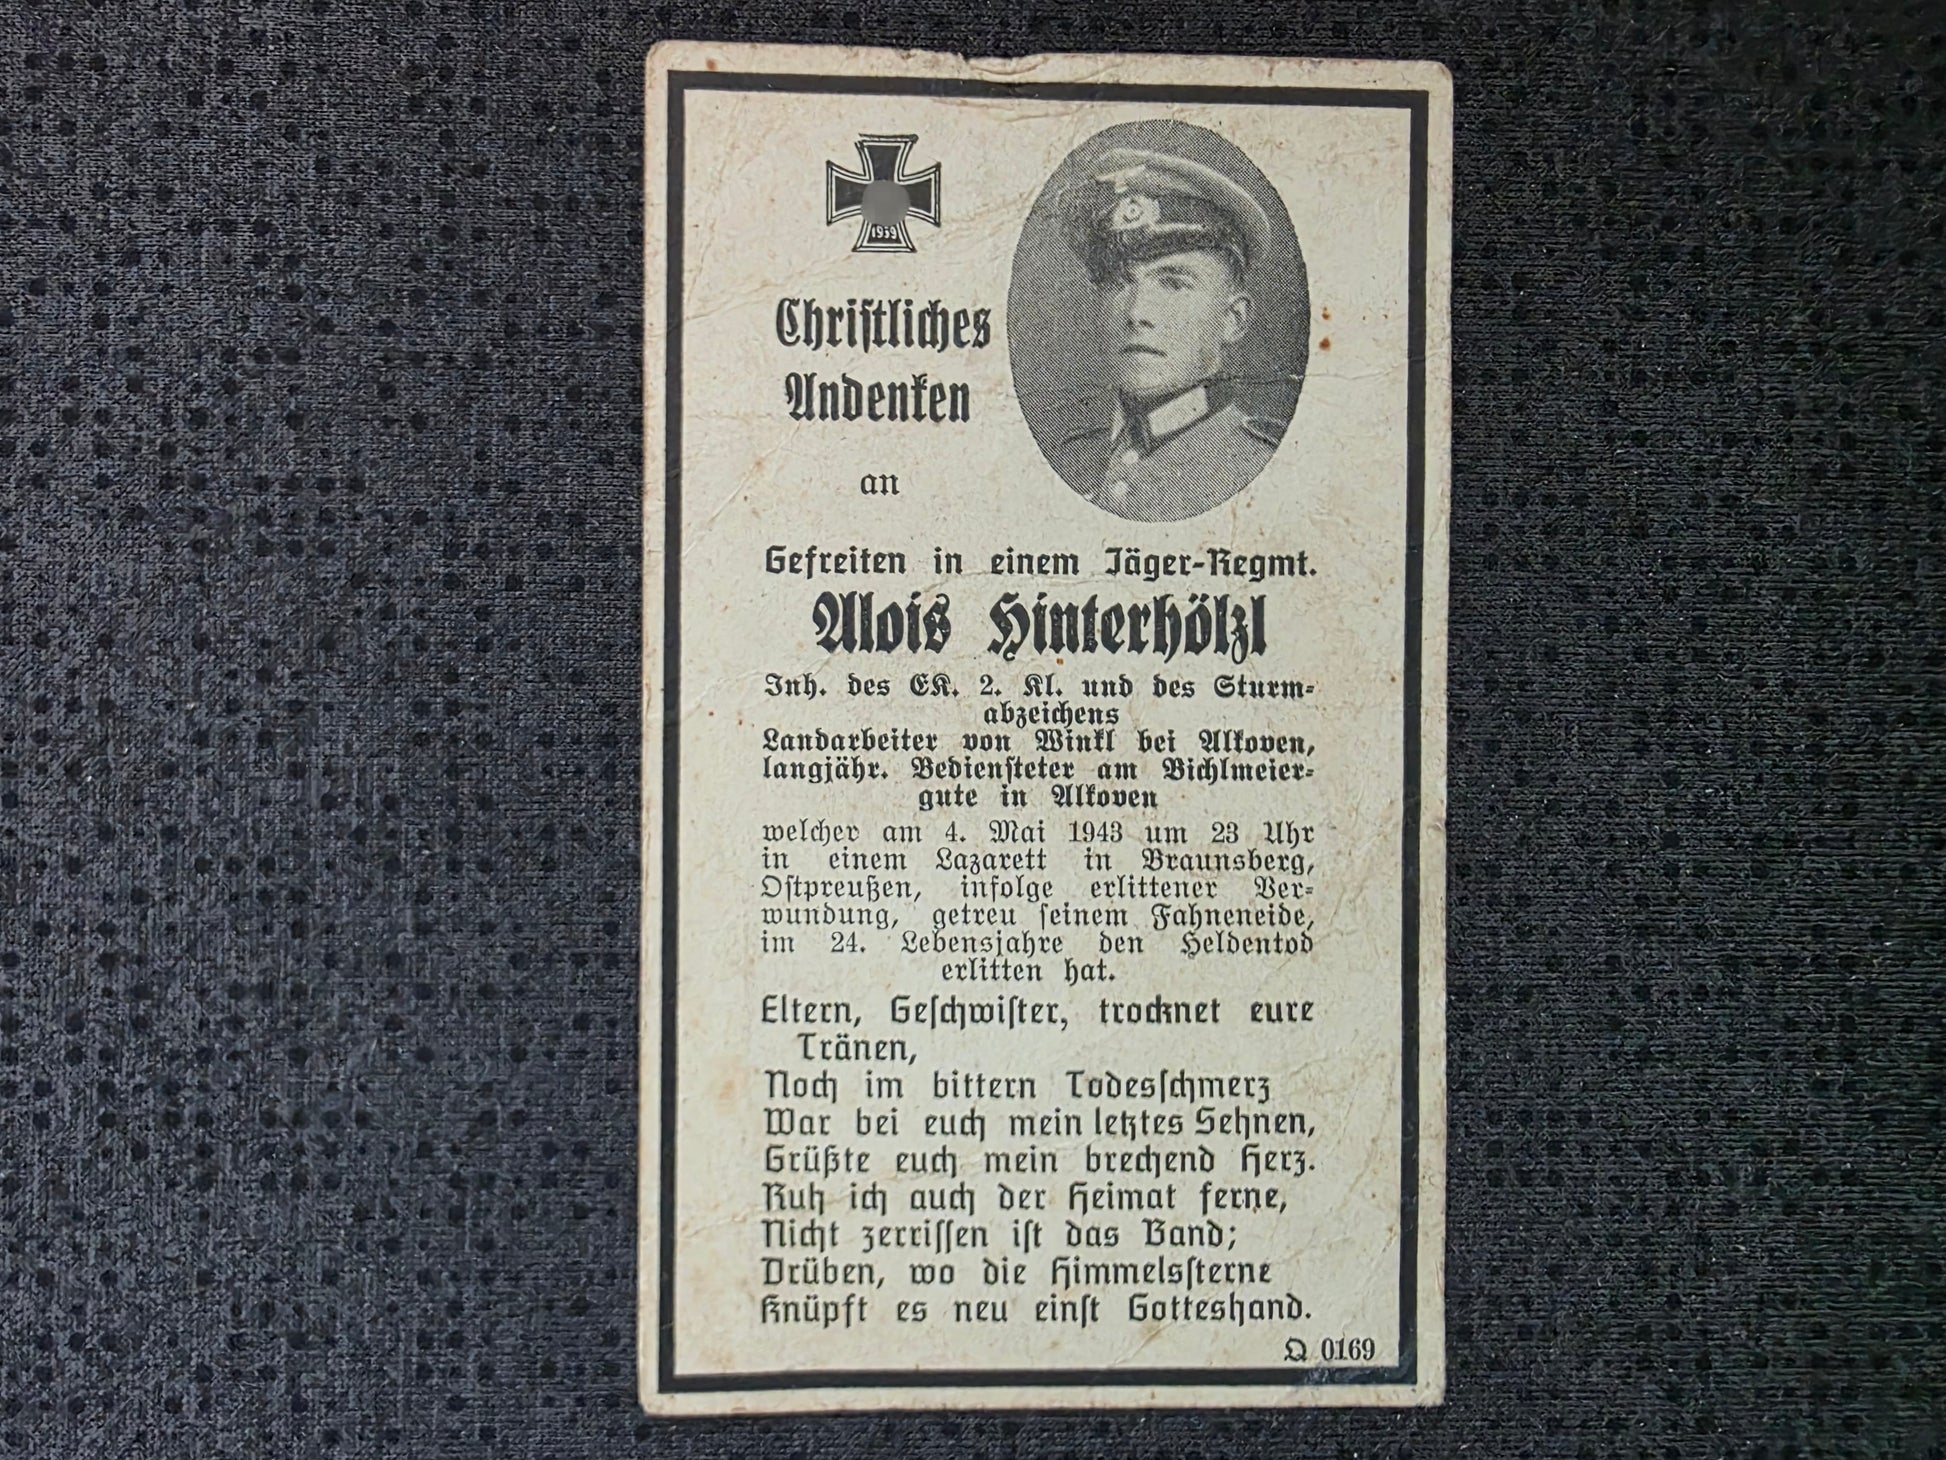 1939
Christliches
Andenken
an
Gefreiten in einem Jäger-Regmt.
Alois Hinterhölzl
Inh. des EK. 2. Kl. und des Sturm-
abzeichens
Landarbeiter von Winkl bei Alkoven,
langjähr. Bediensteter am Bichlmeier-
gute in Alkoven
welcher am 4. Mai 1943 um 23 Uhr
in einem Lazarett in Braunsberg,
Ostpreußen, infolge erlittener Ver-
wundung, getreu seinem Fahneneide,
im 24. Lebensjahre den Heldentod
erlitten hat.
Eltern, Geschwister, trocknet eure
Tränen,
Noch im bittern Todesschmerz
War bei euch mein letztes Sehnen,
Grüßte euch mein brechend Herz.
Ruh ich auch der Heimat ferne,
Nicht zerrissen ist das Band;
Drüben, wo die Himmelssterne
Knüpft es neu einst Gotteshand.
Q 0169